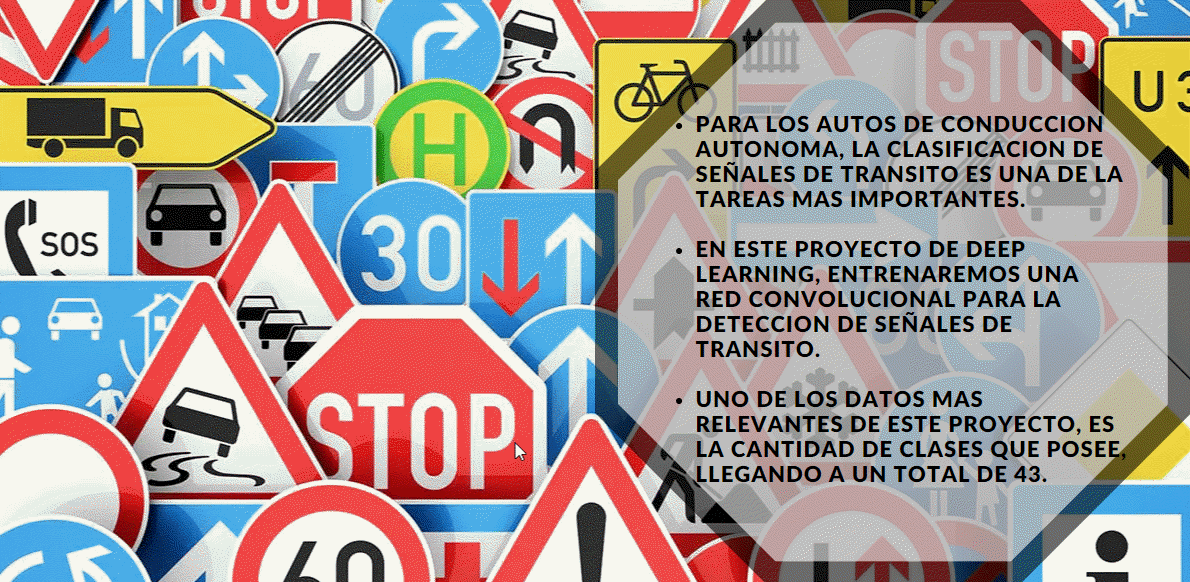 STOP
60
STOP
U3
H
PARA LOS AUTOS DE CONDUCCION
AUTONOMA, LA CLASIFICACION DE
SEÑALES DE TRANSITO ES UNA DE LA
TAREAS MAS IMPORTANTES.
SOS
30
EN ESTE PROYECTO DE DEEP
LEARNING, ENTRENAREMOS UNA
RED CONVOLUCIONAL PARA LA
DETECCION DE SEÑALES DE
TRANSITO.
STOP
UNO DE LOS DATOS MAS
RELEVANTES DE ESTE PROYECTO, ES
LA CANTIDAD DE CLASES QUE POSEE,
LLEGANDO A UN TOTAL DE 43.
60
!
i